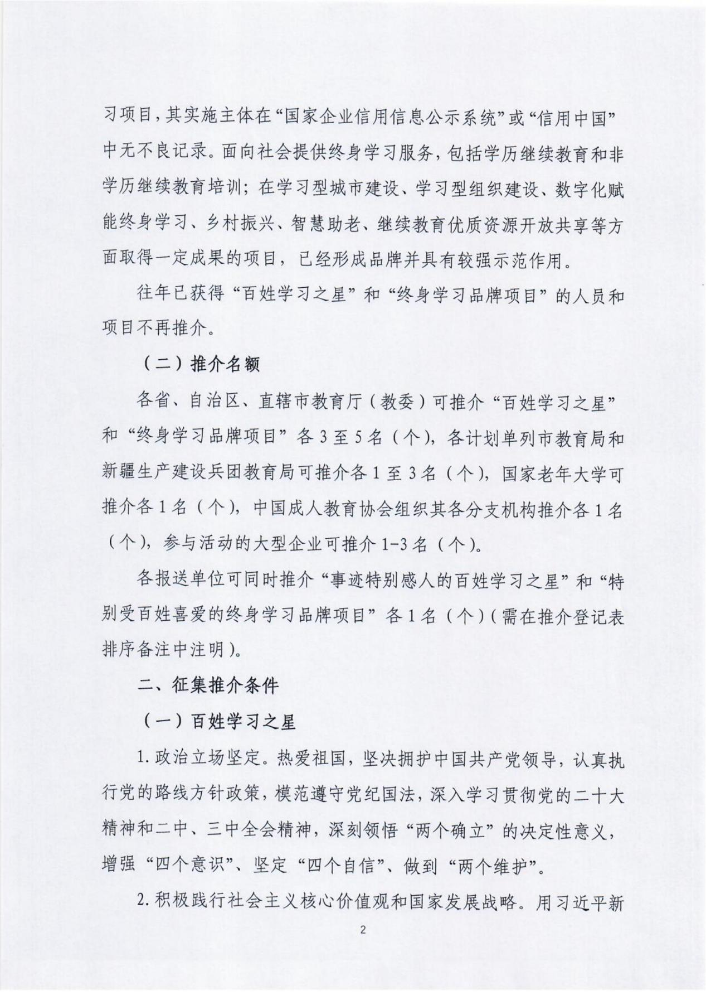 习项目，其实施主体在“国家企业信用信息公示系统”或“信用中国”
中无不良记录。面向社会提供终身学习服务，包括学历继续教育和非
学历继续教育培训；在学习型城市建设、学习型组织建设、数字化赋
能终身学习、乡村振兴、智慧助老、继续教育优质资源开放共享等方
面取得一定成果的项目，已经形成品牌并具有较强示范作用。
往年已获得“百姓学习之星”和“终身学习品牌项目”的人员和
项目不再推介。
（二）推介名额
各省、自治区、直辖市教育厅（教委）可推介“百姓学习之星”
和“终身学习品牌项目”各3至5名（个），各计划单列市教育局和
新疆生产建设兵团教育局可推介各1至3名（个），国家老年大学可
推介各1名（个），中国成人教育协会组织其各分支机构推介各1名
（个），参与活动的大型企业可推介1-3名（个）。
各报送单位可同时推介“事迹特别感人的百姓学习之星”和“特
别受百姓喜爱的终身学习品牌项目”各1名（个）（需在推介登记表
排序备注中注明）。
二、征集推介条件
（一）百姓学习之星
1.政治立场坚定。热爱祖国，坚决拥护中国共产党领导，认真执
行党的路线方针政策，模范遵守党纪国法，深入学习贯彻党的二十大
精神和二中、三中全会精神，深刻领悟“两个确立”的决定性意义，
增强“四个意识”、坚定“四个自信”、做到“两个维护”。
2.积极践行社会主义核心价值观和国家发展战略。用习近平新
2